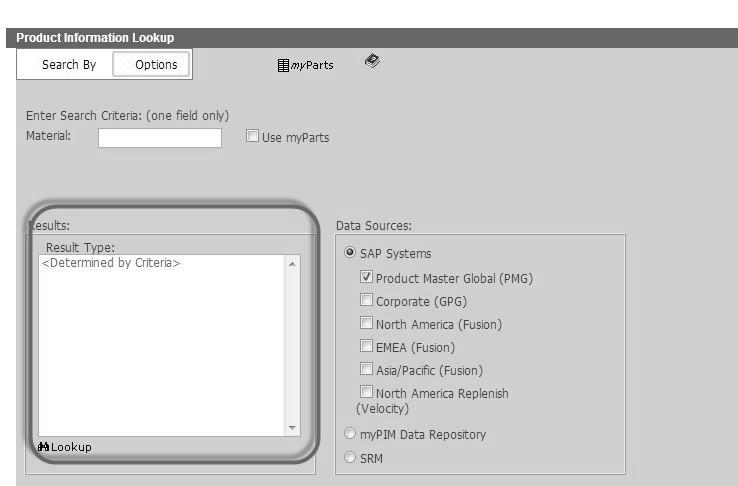 Product Information Lookup
Search By Options myParts
Enter Search Criteria: (one field only)
Material: Use myParts
Results:
Result Type:
<Determined by Criteria>
Lookup
Data Sources:
SAP Systems
Product Master Global (PMG)
Corporate (GPG)
North America (Fusion)
EMEA (Fusion)
Asia/Pacific (Fusion)
North America Replenish
(Velocity)
myPIM Data Repository
SRM